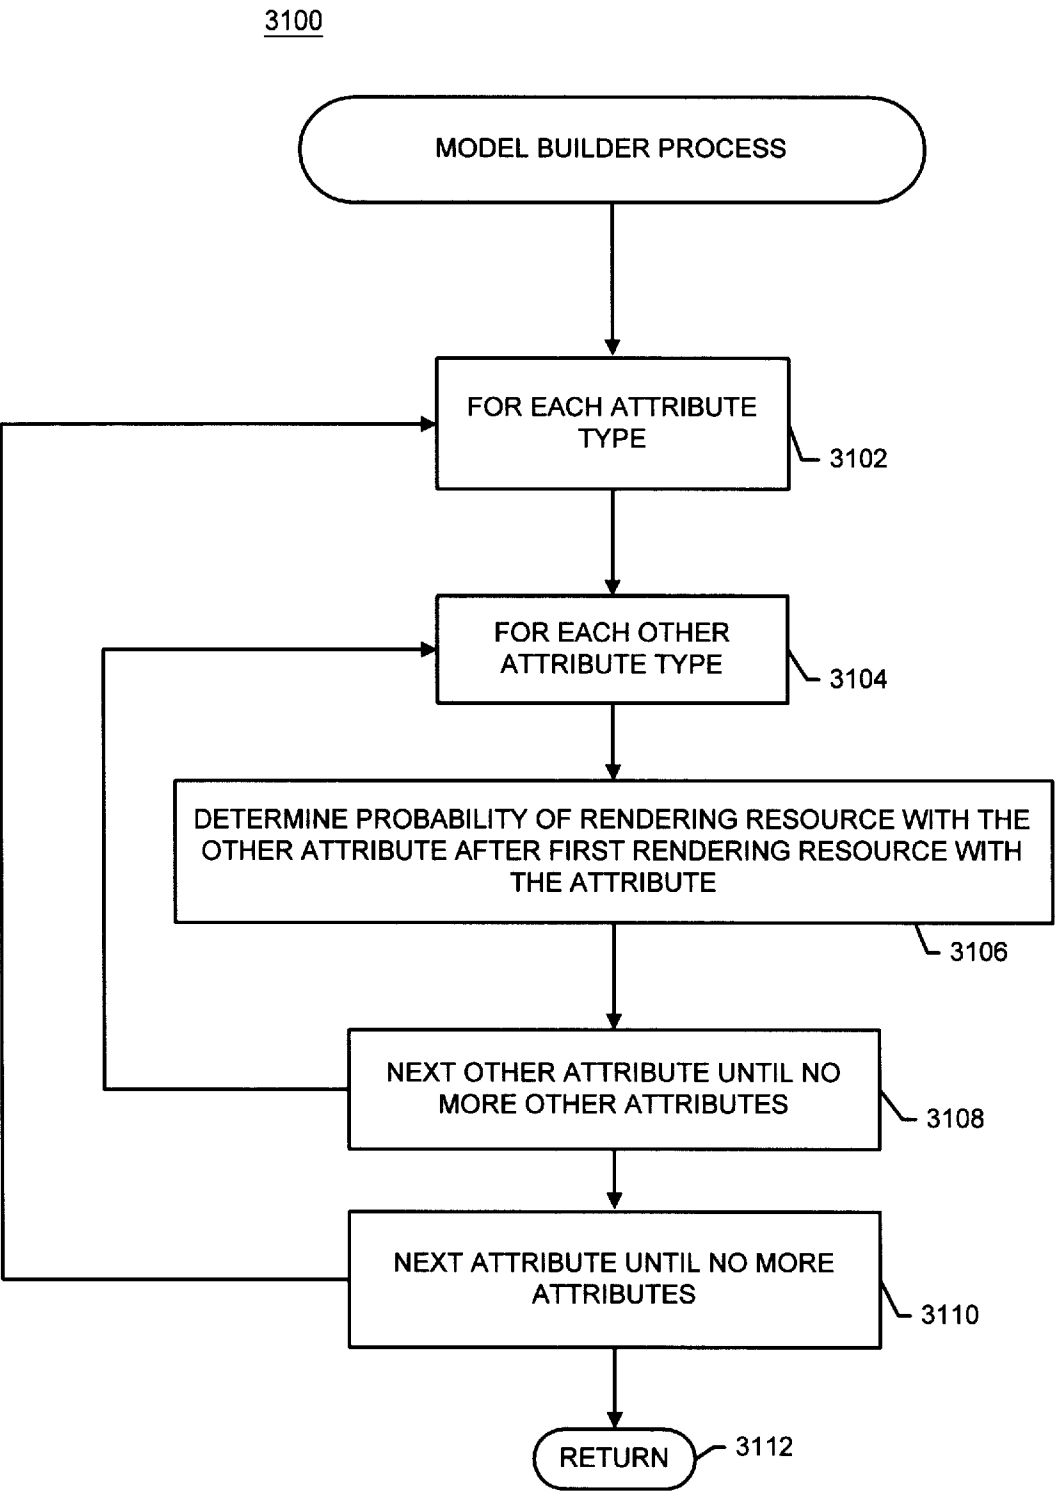 3100
MODEL BUILDER PROCESS
FOR EACH ATTRIBUTE
TYPE
3102
FOR EACH OTHER
ATTRIBUTE TYPE
3104
DETERMINE PROBABILITY OF RENDERING RESOURCE WITH THE
OTHER ATTRIBUTE AFTER FIRST RENDERING RESOURCE WITH
THE ATTRIBUTE
3106
NEXT OTHER ATTRIBUTE UNTIL NO
MORE OTHER ATTRIBUTES
3108
NEXT ATTRIBUTE UNTIL NO MORE
ATTRIBUTES
3110
RETURN
3112